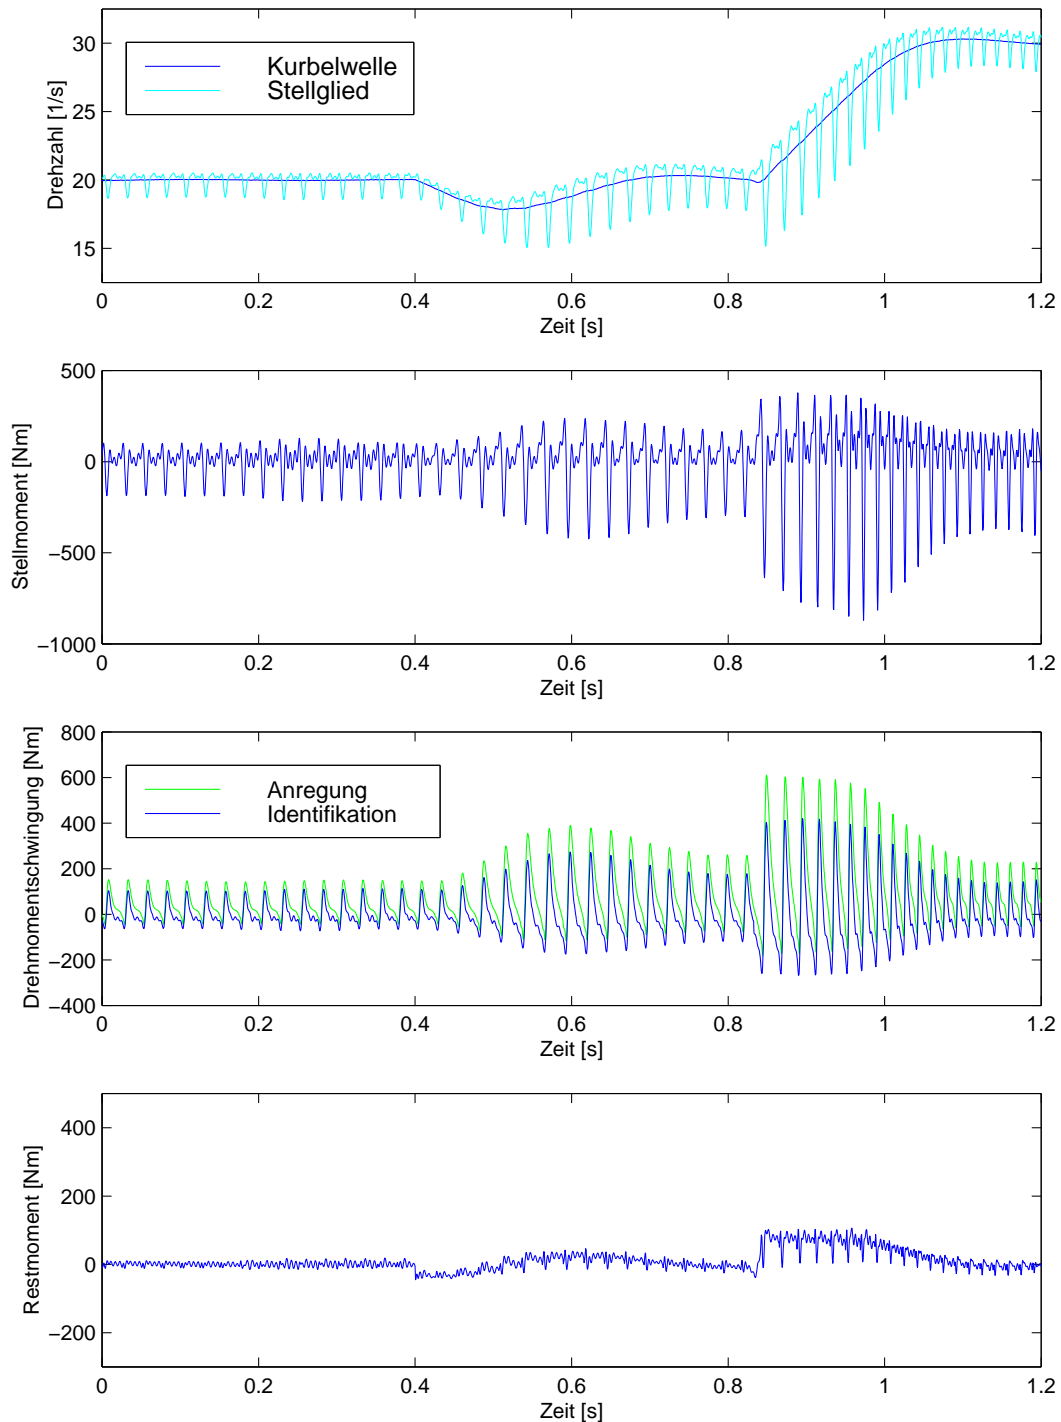 Drehzahl [1/s]
30
25
20
15
Kurbelwelle
Stellglied
0 0.2 0.4 0.6 0.8 1 1.2
Zeit [s]
Stellmoment [Nm]
500
0
−500
−1000
0 0.2 0.4 0.6 0.8 1 1.2
Zeit [s]
Drehmomentschwingung [Nm]
800
600
400
200
0
−200
−400
Anregung
Identifikation
0 0.2 0.4 0.6 0.8 1 1.2
Zeit [s]
Restmoment [Nm]
400
200
0
−200
0 0.2 0.4 0.6 0.8 1 1.2
Zeit [s]